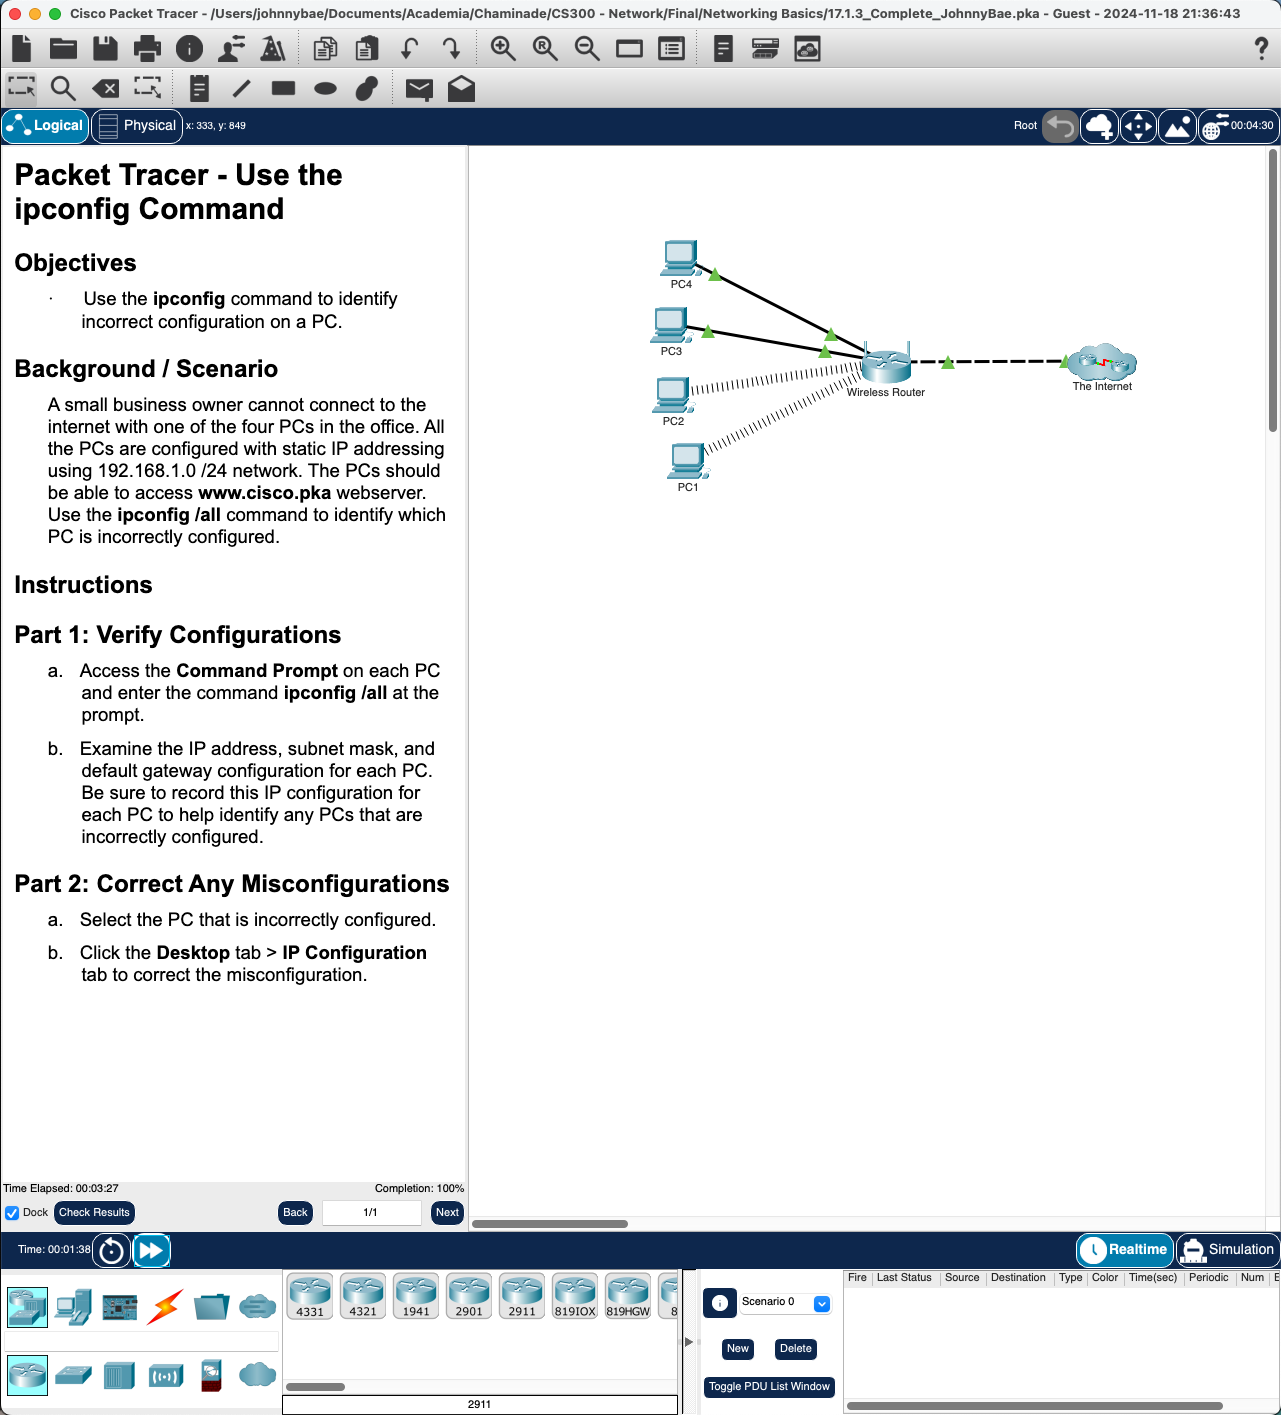 Cisco Packet Tracer - /Users/johnnybae/Documents/Academia/Chaminade/CS300 - Network/Final/Networking Basics/17.1.3_Complete_JohnnyBae.pka - Guest - 2024-11-18 21:36:43
Logical
Physical
x: 333, y: 849
Root
00:04:30
Packet Tracer - Use the
ipconfig Command
Objectives
· Use the ipconfig command to identify
incorrect configuration on a PC.
Background / Scenario
A small business owner cannot connect to the
internet with one of the four PCs in the office. All
the PCs are configured with static IP addressing
using 192.168.1.0 /24 network. The PCs should
be able to access www.cisco.pka webserver.
Use the ipconfig /all command to identify which
PC is incorrectly configured.
Instructions
Part 1: Verify Configurations
a. Access the Command Prompt on each PC
and enter the command ipconfig /all at the
prompt.
b. Examine the IP address, subnet mask, and
default gateway configuration for each PC.
Be sure to record this IP configuration for
each PC to help identify any PCs that are
incorrectly configured.
Part 2: Correct Any Misconfigurations
a. Select the PC that is incorrectly configured.
b. Click the Desktop tab > IP Configuration
tab to correct the misconfiguration.
PC4
PC3
PC2
PC1
Wireless Router
The Internet
Time Elapsed: 00:03:27
Completion: 100%
Dock
Check Results
Back
1/1
Next
Time: 00:01:38
Realtime
Simulation
4331
4321
1941
2901
2911
819IOX
819HGW
8
2911
Scenario 0
New
Delete
Toggle PDU List Window
Fire Last Status Source Destination Type Color Time(sec) Periodic Num E